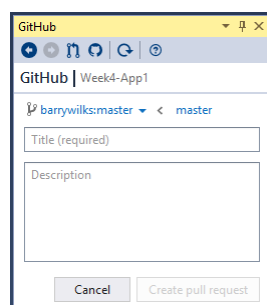 GitHub
GitHub | Week4-App1
barrywilks:master < master
Title (required)
Description
Cancel Create pull request